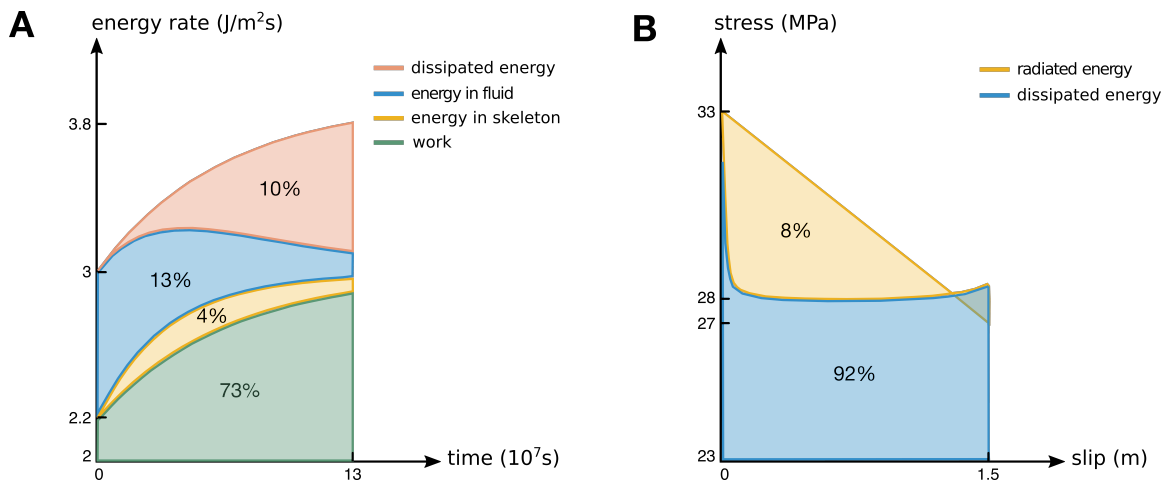 A
energy rate (J/m²s)
dissipated energy
energy in fluid
energy in skeleton
work
3.8
3
2.2
2
10%
13%
4%
73%
0
13
time (10⁷s)
B
stress (MPa)
radiated energy
dissipated energy
33
28
27
23
8%
92%
0
1.5
slip (m)